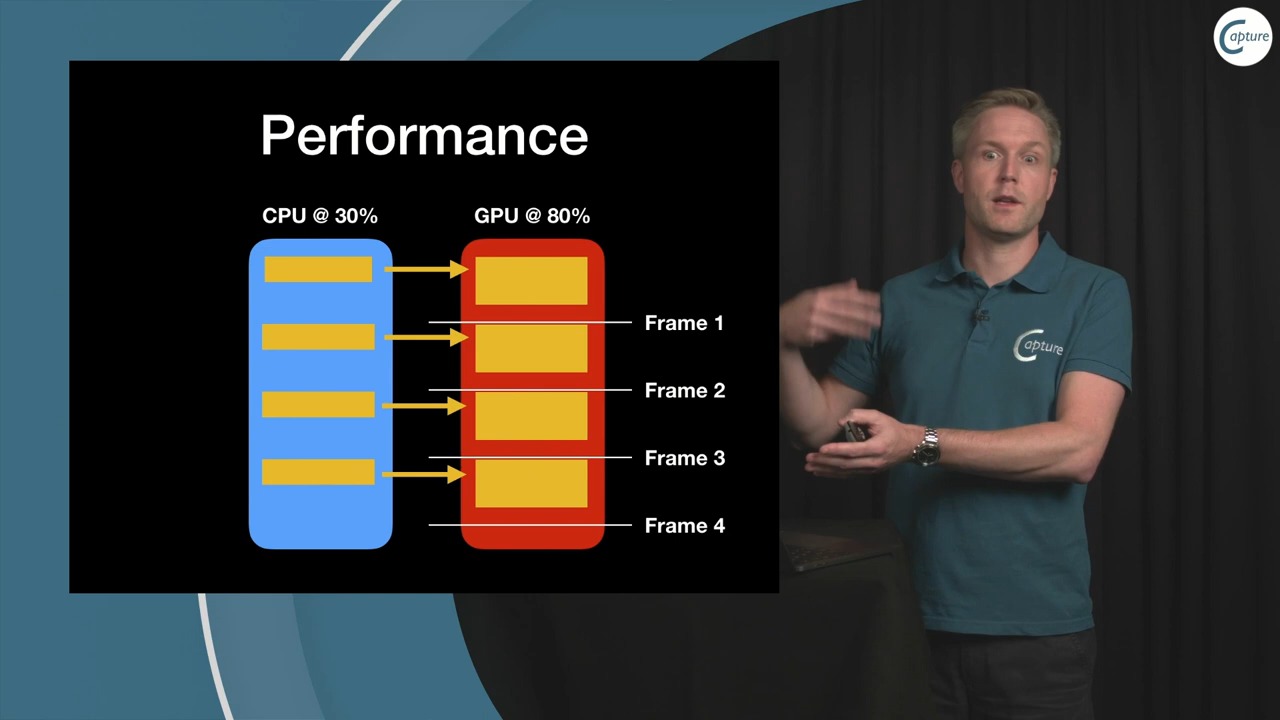 Capture
Performance
CPU @ 30%
GPU @ 80%
Frame 1
Frame 2
Frame 3
Frame 4
Capture